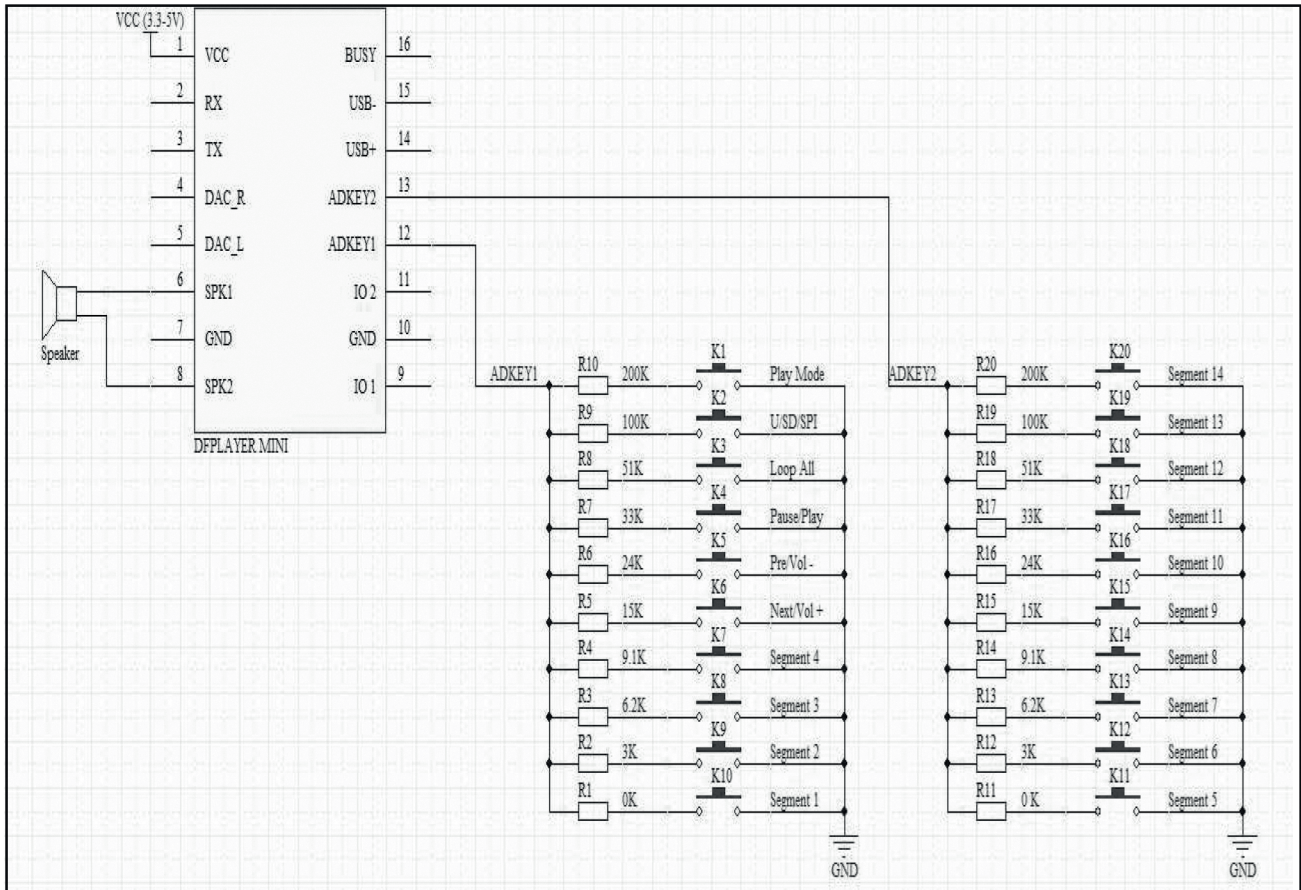 VCC (3.3-5V)
1 VCC BUSY 16
2 RX USB- 15
3 TX USB+ 14
4 DAC_R ADKEY2 13
5 DAC_L ADKEY1 12
6 SPK1 IO 2 11
7 GND GND 10
8 SPK2 IO 1 9
Speaker
DFPLAYER MINI
ADKEY1
R10 200K K1 Play Mode
R9 100K K2 U/SD/SPI
R8 51K K3 Loop All
R7 33K K4 Pause/Play
R6 24K K5 Pre/Vol -
R5 15K K6 Next/Vol +
R4 9.1K K7 Segment 4
R3 6.2K K8 Segment 3
R2 3K K9 Segment 2
R1 0K K10 Segment 1
GND
ADKEY2
R20 200K K20 Segment 14
R19 100K K19 Segment 13
R18 51K K18 Segment 12
R17 33K K17 Segment 11
R16 24K K16 Segment 10
R15 15K K15 Segment 9
R14 9.1K K14 Segment 8
R13 6.2K K13 Segment 7
R12 3K K12 Segment 6
R11 0 K K11 Segment 5
GND